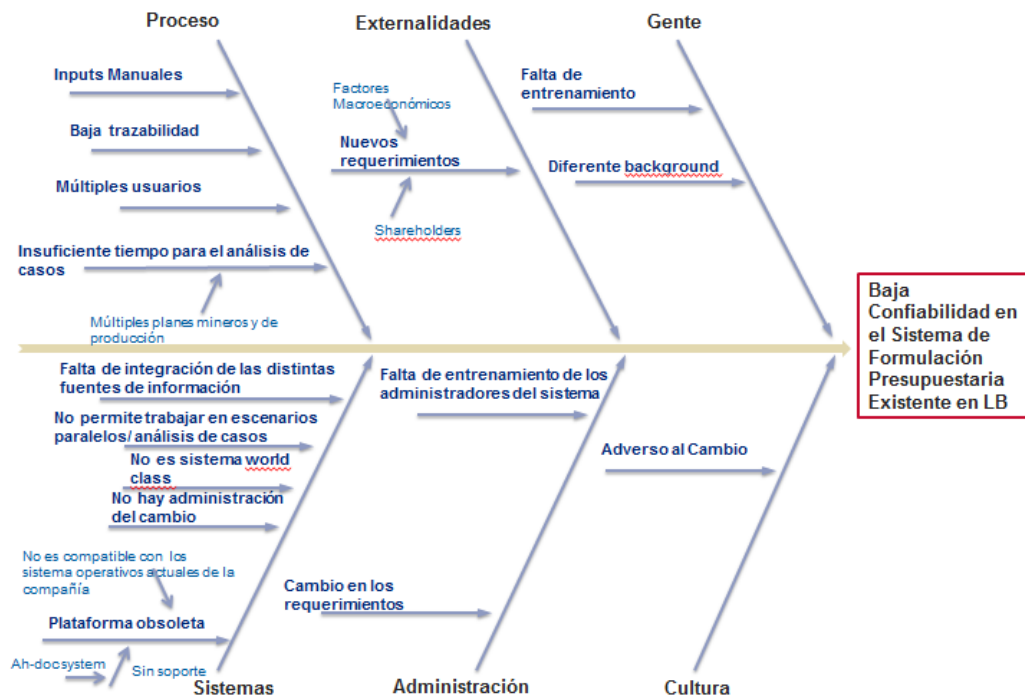 Proceso
Externalidades
Gente
Inputs Manuales
Baja trazabilidad
Múltiples usuarios
Insuficiente tiempo para el análisis de
casos
Múltiples planes mineros y de
producción
Factores
Macroeconómicos
Nuevos
requerimientos
Shareholders
Falta de
entrenamiento
Diferente background
Baja
Confiabilidad en
el Sistema de
Formulación
Presupuestaria
Existente en LB
Falta de integración de las distintas
fuentes de información
No permite trabajar en escenarios
paralelos/ análisis de casos
No es sistema world
class
No hay administración
del cambio
No es compatible con los
sistema operativos actuales de la
compañía
Plataforma obsoleta
Ah-doc system
Sin soporte
Falta de entrenamiento de los
administradores del sistema
Cambio en los
requerimientos
Adverso al Cambio
Sistemas
Administración
Cultura